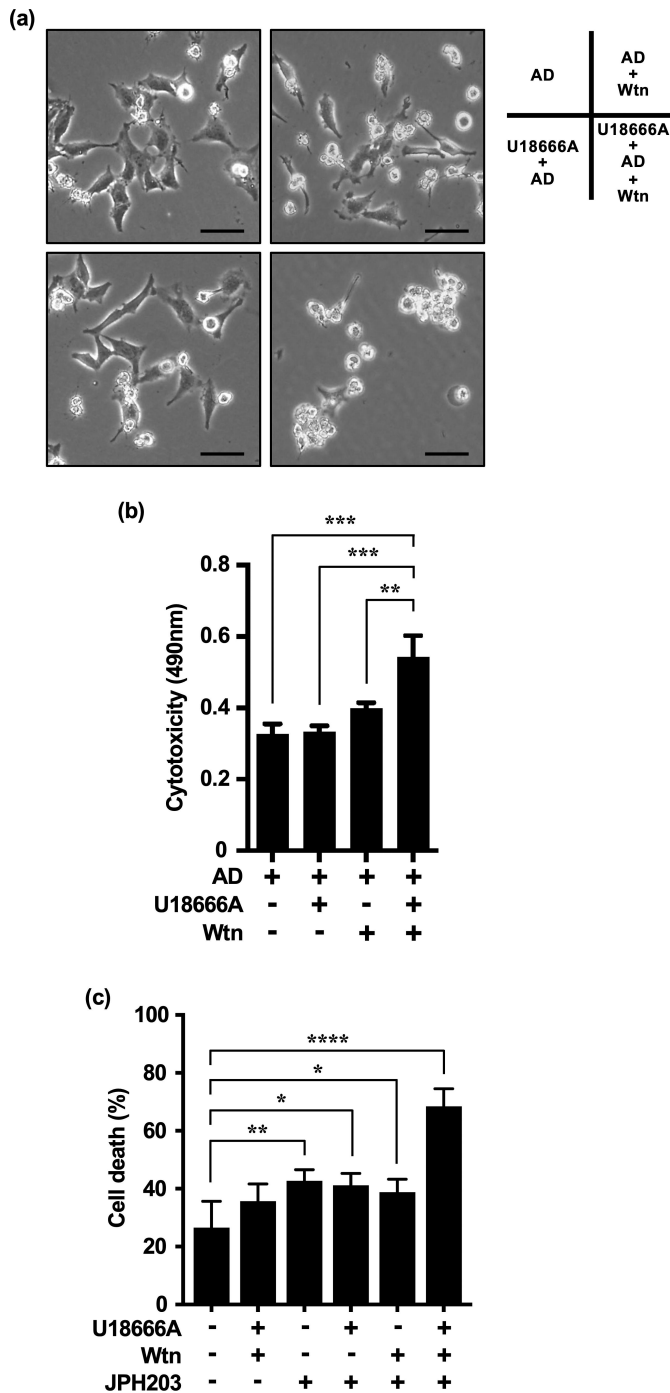 (a)
AD
AD
+
Wtn
U18666A
+
AD
U18666A
+
AD
+
Wtn
(b)
***
***
**
0.8
0.6
0.4
0.2
0
Cytotoxicity (490nm)
AD + + + +
U18666A - + - +
Wtn - - + +
(c)
****
*
*
**
100
80
60
40
20
0
Cell death (%)
U18666A - + - + - +
Wtn - + - - + +
JPH203 - - + + + +